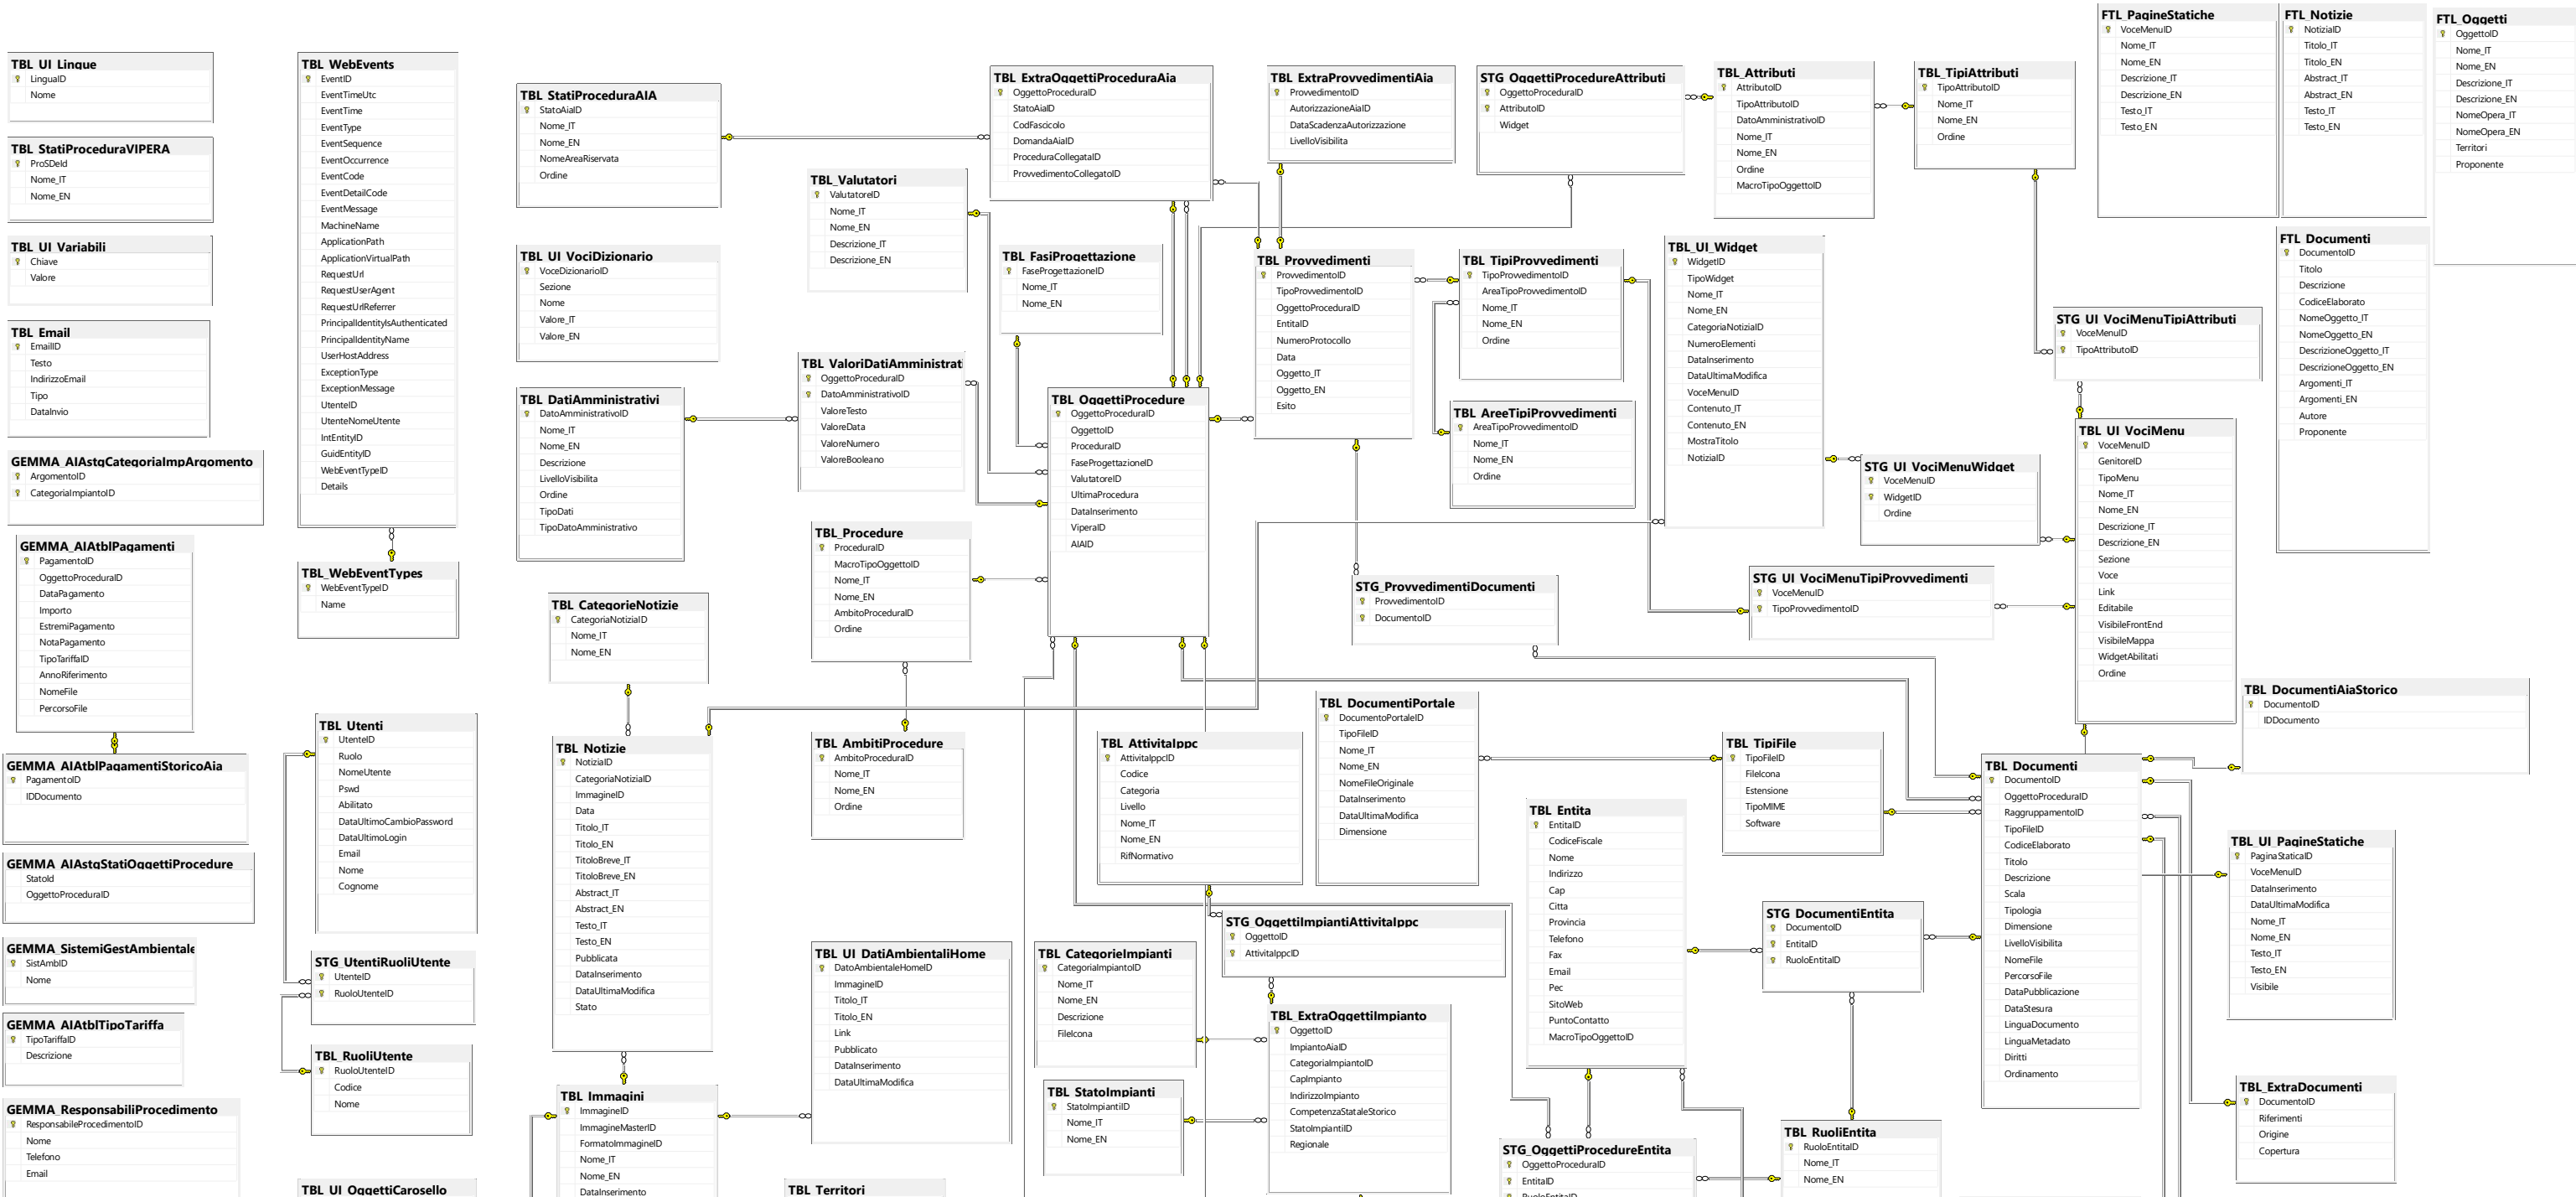 TBL_UI_Lingue
LinguaID
Nome
TBL_StatiProceduraVIPERA
ProSDeId
Nome_IT
Nome_EN
TBL_UI_Variabili
Chiave
Valore
TBL_Email
EmailID
Testo
IndirizzoEmail
Tipo
DataInvio
GEMMA_AIAstgCategoriaImpArgomento
ArgomentoID
CategoriaImpiantoID
GEMMA_AIAtblPagamenti
PagamentoID
OggettoProceduraID
DataPagamento
Importo
EstremiPagamento
NotaPagamento
TipoTariffaID
AnnoRiferimento
NomeFile
PercorsoFile
GEMMA_AIAtblPagamentiStoricoAia
PagamentoID
IDDocumento
GEMMA_AIAstgStatiOggettiProcedure
StatoId
OggettoProceduraID
GEMMA_SistemiGestAmbientale
SistAmbID
Nome
GEMMA_AIAtblTipoTariffa
TipoTariffaID
Descrizione
GEMMA_ResponsabiliProcedimento
ResponsabileProcedimentoID
Nome
Telefono
Email
TBL_WebEvents
EventID
EventTimeUtc
EventTime
EventType
EventSequence
EventOccurrence
EventCode
EventDetailCode
EventMessage
MachineName
ApplicationPath
ApplicationVirtualPath
RequestUrl
RequestUserAgent
RequestUrlReferrer
PrincipalIdentityIsAuthenticated
PrincipalIdentityName
UserHostAddress
ExceptionType
ExceptionMessage
UtenteID
UtenteNomeUtente
IntEntityID
GuidEntityID
WebEventTypeID
Details
TBL_WebEventTypes
WebEventTypeID
Name
TBL_Utenti
UtenteID
Ruolo
NomeUtente
Pswd
Abilitato
DataUltimoCambioPassword
DataUltimoLogin
Email
Nome
Cognome
STG_UtentiRuoliUtente
UtenteID
RuoloUtenteID
TBL_RuoliUtente
RuoloUtenteID
Codice
Nome
TBL_UI_OggettiCarosello
TBL_StatiProceduraAIA
StatoAiaID
Nome_IT
Nome_EN
NomeAreaRiservata
Ordine
TBL_UI_VociDizionario
VoceDizionarioID
Sezione
Nome
Valore_IT
Valore_EN
TBL_DatiAmministrativi
DatoAmministrativoID
Nome_IT
Nome_EN
Descrizione
LivelloVisibilita
Ordine
TipoDati
TipoDatoAmministrativo
TBL_CategorieNotizie
CategoriaNotiziaID
Nome_IT
Nome_EN
TBL_Notizie
NotiziaID
CategoriaNotiziaID
ImmagineID
Data
Titolo_IT
Titolo_EN
TitoloBreve_IT
TitoloBreve_EN
Abstract_IT
Abstract_EN
Testo_IT
Testo_EN
Pubblicata
DataInserimento
DataUltimaModifica
Stato
TBL_Immagini
ImmagineID
ImmagineMasterID
FormatoImmagineID
Nome_IT
Nome_EN
DataInserimento
TBL_Valutatori
ValutatoreID
Nome_IT
Nome_EN
Descrizione_IT
Descrizione_EN
TBL_ValoriDatiAmministrati
OggettoProceduraID
DatoAmministrativoID
ValoreTesto
ValoreData
ValoreNumero
ValoreBooleano
TBL_Procedure
ProceduraID
MacroTipoOggettoID
Nome_IT
Nome_EN
AmbitoProceduraID
Ordine
TBL_AmbitiProcedure
AmbitoProceduraID
Nome_IT
Nome_EN
Ordine
TBL_UI_DatiAmbientaliHome
DatoAmbientaleHomeID
ImmagineID
Titolo_IT
Titolo_EN
Link
Pubblicato
DataInserimento
DataUltimaModifica
TBL_Territori
TBL_ExtraOggettiProceduraAia
OggettoProceduraID
StatoAiaID
CodFascicolo
DomandaAiaID
ProceduraCollegataID
ProvvedimentoCollegatoID
TBL_FasiProgettazione
FaseProgettazioneID
Nome_IT
Nome_EN
TBL_OggettiProcedure
OggettoProceduraID
OggettoID
ProceduraID
FaseProgettazioneID
ValutatoreID
UltimaProcedura
DataInserimento
ViperaID
AIAID
TBL_AttivitaIppc
AttivitaIppcID
Codice
Categoria
Livello
Nome_IT
Nome_EN
RifNormativo
TBL_CategorieImpianti
CategoriaImpiantoID
Nome_IT
Nome_EN
Descrizione
FileIcona
TBL_StatoImpianti
StatoImpiantiID
Nome_IT
Nome_EN
STG_OggettiImpiantiAttivitaIppc
OggettoID
AttivitaIppcID
TBL_ExtraOggettiImpianto
OggettoID
ImpiantoAiaID
CategoriaImpiantoID
CapImpianto
IndirizzoImpianto
CompetenzaStataleStorico
StatoImpiantiID
Regionale
TBL_ExtraProvvedimentiAia
ProvvedimentoID
AutorizzazioneAiaID
DataScadenzaAutorizzazione
LivelloVisibilita
TBL_Provvedimenti
ProvvedimentoID
TipoProvvedimentoID
OggettoProceduraID
EntitaID
NumeroProtocollo
Data
Oggetto_IT
Oggetto_EN
Esito
STG_OggettiProcedureAttributi
OggettoProceduraID
AttributoID
Widget
TBL_TipiProvvedimenti
TipoProvvedimentoID
AreaTipoProvvedimentoID
Nome_IT
Nome_EN
Ordine
TBL_AreeTipiProvvedimenti
AreaTipoProvvedimentoID
Nome_IT
Nome_EN
Ordine
STG_ProvvedimentiDocumenti
ProvvedimentoID
DocumentoID
TBL_DocumentiPortale
DocumentoPortaleID
TipoFileID
Nome_IT
Nome_EN
NomeFileOriginale
DataInserimento
DataUltimaModifica
Dimensione
TBL_Entita
EntitaID
CodiceFiscale
Nome
Indirizzo
Cap
Citta
Provincia
Telefono
Fax
Email
Pec
SitoWeb
PuntoContatto
MacroTipoOggettoID
STG_OggettiProcedureEntita
OggettoProceduraID
EntitaID
RuoloEntitaID
TBL_Attributi
AttributoID
TipoAttributoID
DatoAmministrativoID
Nome_IT
Nome_EN
Ordine
MacroTipoOggettoID
TBL_UI_Widget
WidgetID
TipoWidget
Nome_IT
Nome_EN
CategoriaNotiziaID
NumeroElementi
DataInserimento
DataUltimaModifica
VoceMenuID
Contenuto_IT
Contenuto_EN
MostraTitolo
NotiziaID
STG_UI_VociMenuTipiProvvedimenti
VoceMenuID
TipoProvvedimentoID
TBL_TipiFile
TipoFileID
FileIcona
Estensione
TipoMIME
Software
STG_DocumentiEntita
DocumentoID
EntitaID
RuoloEntitaID
TBL_RuoliEntita
RuoloEntitaID
Nome_IT
Nome_EN
TBL_TipiAttributi
TipoAttributoID
Nome_IT
Nome_EN
Ordine
STG_UI_VociMenuWidget
VoceMenuID
WidgetID
Ordine
STG_UI_VociMenuTipiAttributi
VoceMenuID
TipoAttributoID
TBL_UI_VociMenu
VoceMenuID
GenitoreID
TipoMenu
Nome_IT
Nome_EN
Descrizione_IT
Descrizione_EN
Sezione
Voce
Link
Editabile
VisibileFrontEnd
VisibileMappa
WidgetAbilitati
Ordine
TBL_Documenti
DocumentoID
OggettoProceduraID
RaggruppamentoID
TipoFileID
CodiceElaborato
Titolo
Descrizione
Scala
Tipologia
Dimensione
LivelloVisibilita
NomeFile
PercorsoFile
DataPubblicazione
DataStesura
LinguaDocumento
LinguaMetadato
Diritti
Ordinamento
FTL_PagineStatiche
VoceMenuID
Nome_IT
Nome_EN
Descrizione_IT
Descrizione_EN
Testo_IT
Testo_EN
FTL_Notizie
NotiziaID
Titolo_IT
Titolo_EN
Abstract_IT
Abstract_EN
Testo_IT
Testo_EN
FTL_Oggetti
OggettoID
Nome_IT
Nome_EN
Descrizione_IT
Descrizione_EN
NomeOpera_IT
NomeOpera_EN
Territori
Proponente
FTL_Documenti
DocumentoID
Titolo
Descrizione
CodiceElaborato
NomeOggetto_IT
NomeOggetto_EN
DescrizioneOggetto_IT
DescrizioneOggetto_EN
Argomenti_IT
Argomenti_EN
Autore
Proponente
TBL_DocumentiAiaStorico
DocumentoID
IDDocumento
TBL_UI_PagineStatiche
PaginaStaticaID
VoceMenuID
DataInserimento
DataUltimaModifica
Nome_IT
Nome_EN
Testo_IT
Testo_EN
Visibile
TBL_ExtraDocumenti
DocumentoID
Riferimenti
Origine
Copertura